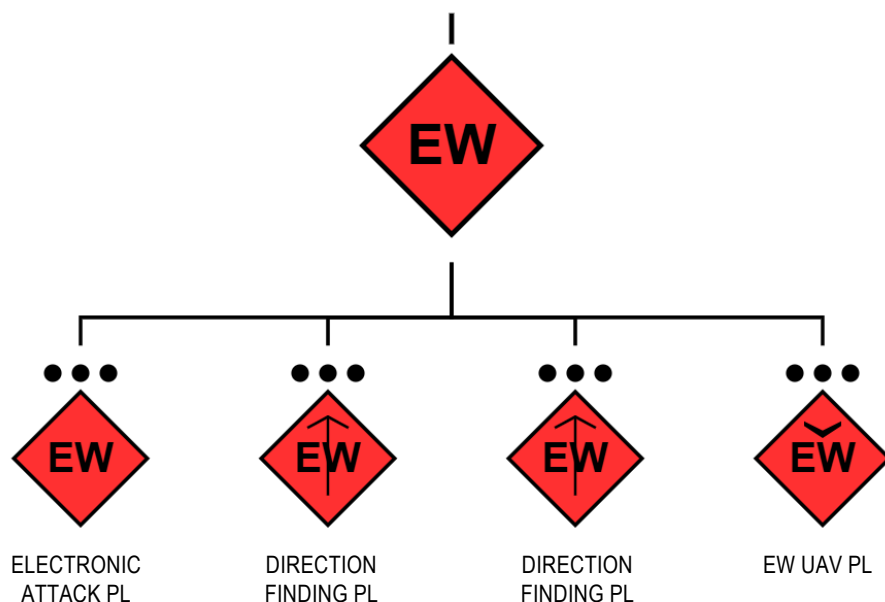 EW
EW
EW
EW
EW
ELECTRONIC
ATTACK PL
DIRECTION
FINDING PL
DIRECTION
FINDING PL
EW UAV PL